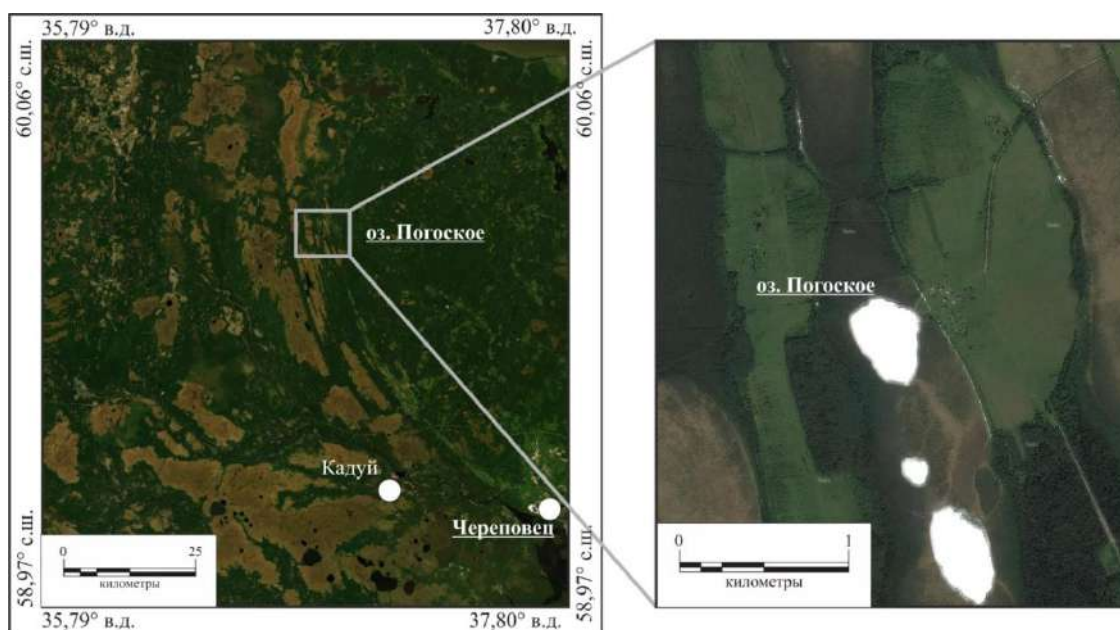 35,79° в.д.
37,80° в.д.
60,06° с.ш.
60,06° с.ш.
оз. Погоское
оз. Погоское
Кадуй
Череповец
0 25
километры
0 1
километры
58,97° с.ш.
58,97° с.ш.
35,79° в.д.
37,80° в.д.